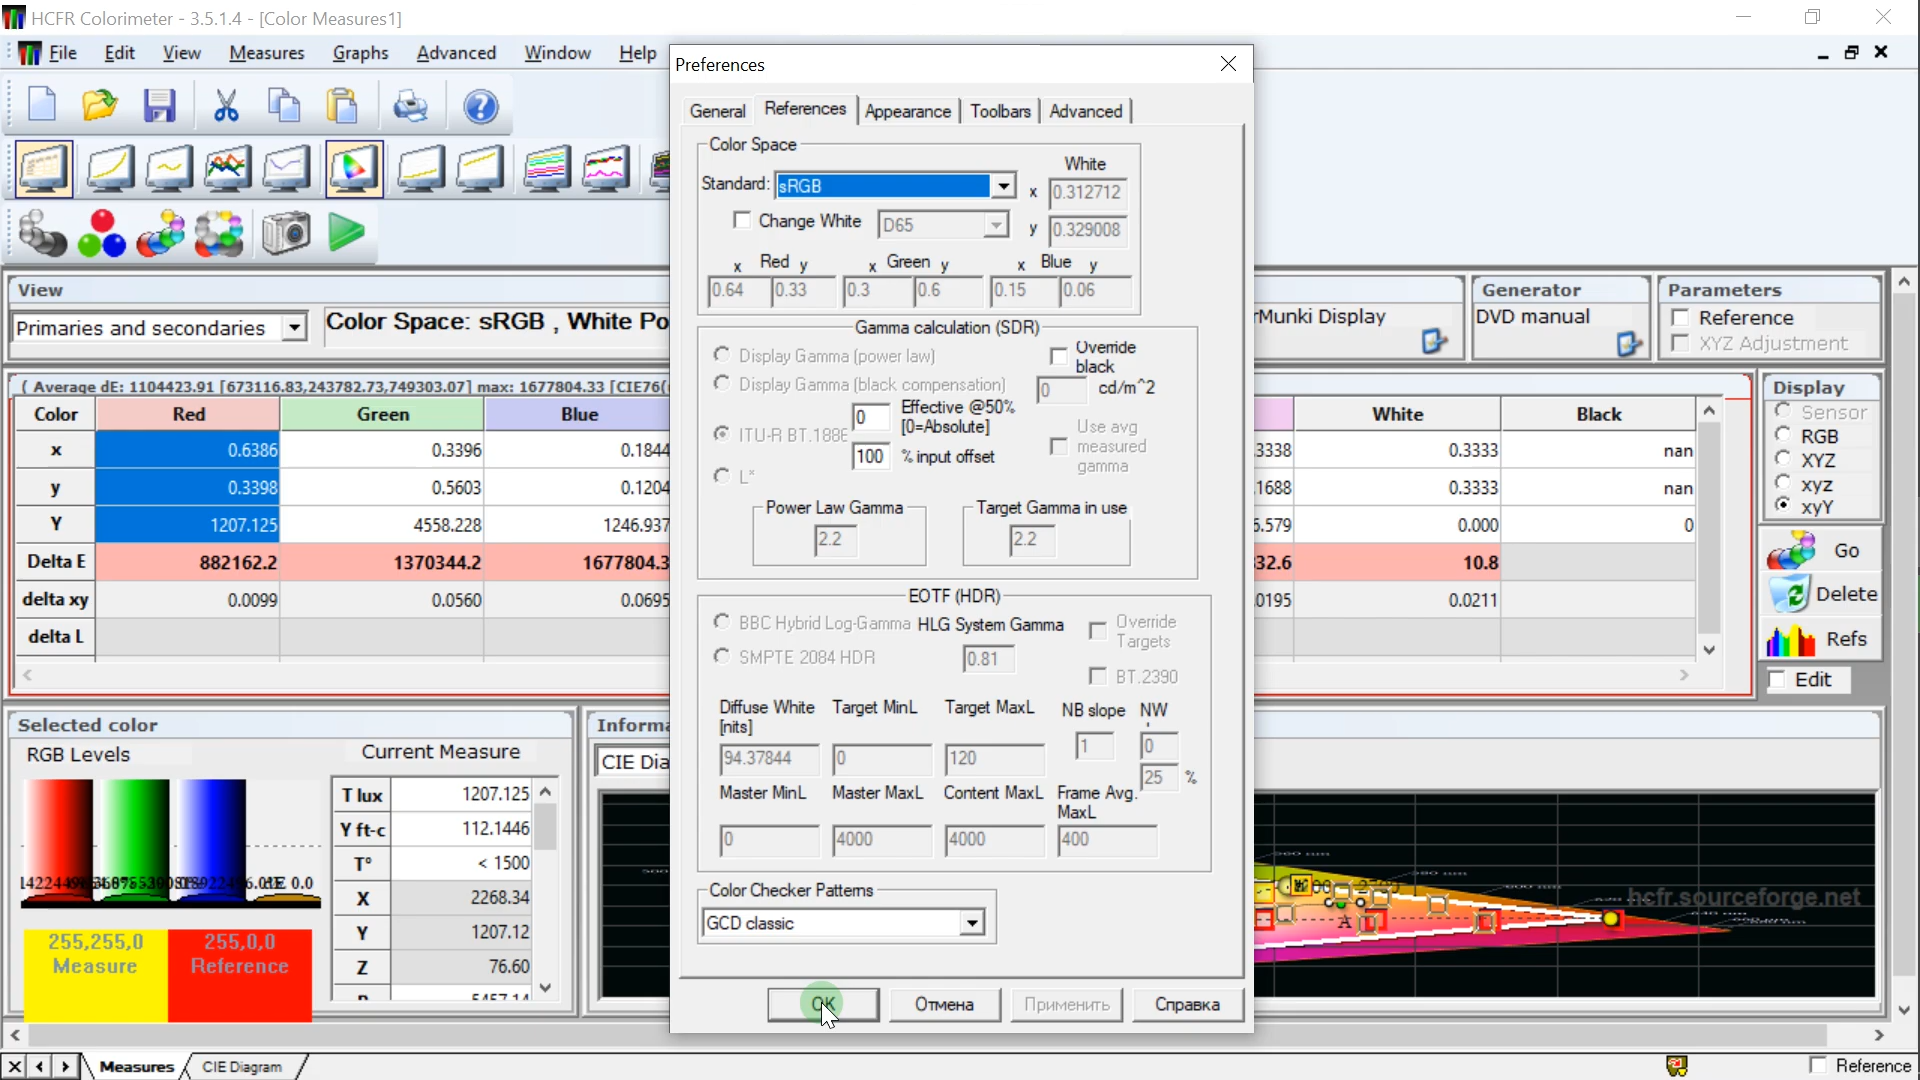 HCFR Colorimeter - 3.5.1.4 - [Color Measures1]
File Edit View Measures Graphs Advanced Window Help
Preferences
General References Appearance Toolbars Advanced
Color Space
White
Standard: sRGB x 0.312712
Change White D65 y 0.329008
x Red y x Green y x Blue y
0.64 0.33 0.3 0.6 0.15 0.06
Gamma calculation (SDR)
Display Gamma (power law)
Override black
Display Gamma (black compensation)
0 cd/m^2
0 Effective @50% [0=Absolute]
ITU-R BT.188
100 % input offset
Use avg measured gamma
L*
Power Law Gamma Target Gamma in use
2.2 2.2
EOTF (HDR)
BBC Hybrid Log-Gamma HLG System Gamma Override Targets
SMPTE 2084 HDR 0.81
BT.2390
Diffuse White [nits] Target MinL Target MaxL NB slope NW
94.37844 0 120 1 0
25 %
Master MinL Master MaxL Content MaxL Frame Avg. MaxL
0 4000 4000 400
Color Checker Patterns
GCD classic
OK Отмена Применить Справка
View
Primaries and secondaries
Color Space: sRGB , White Po
Munki Display
Generator
DVD manual
Parameters
Reference
XYZ Adjustment
( Average dE: 1104423.91 [673116.83,243782.73,749303.07] max: 1677804.33 [CIE76(
Color Red Green Blue White Black
x 0.6386 0.3396 0.1844 3338 0.3333 nan
y 0.3398 0.5603 0.1204 .1688 0.3333 nan
Y 1207.125 4558.228 1246.937 5.579 0.000 0
Delta E 882162.2 1370344.2 1677804.3 32.6 10.8
delta xy 0.0099 0.0560 0.0695 0195 0.0211
delta L
Display
Sensor
RGB
XYZ
xyz
xyY
Go
Delete
Refs
Edit
Selected color
RGB Levels
Current Measure
T lux 1207.125
Y ft-c 112.1446
T° < 1500
X 2268.34
Y 1207.12
Z 76.60
dE 0.0
255,255,0
Measure
255,0,0
Reference
Informa
CIE Dia
A
hcfr.sourceforge.net
Measures CIE Diagram
Reference